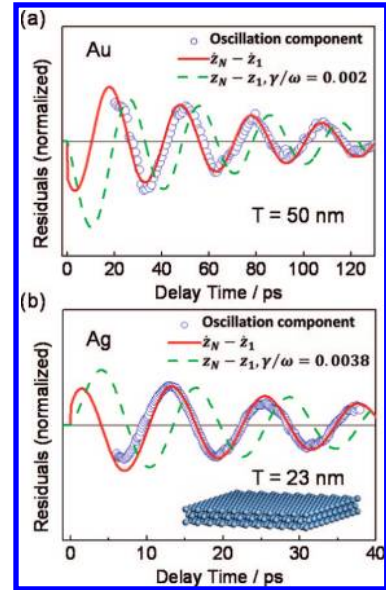 (a)
Au
Oscillation component
ż_N − ż_1
z_N − z_1, γ/ω = 0.002
Residuals (normalized)
T = 50 nm
0 20 40 60 80 100 120
Delay Time / ps
(b)
Ag
Oscillation component
ż_N − ż_1
z_N − z_1, γ/ω = 0.0038
Residuals (normalized)
T = 23 nm
0 10 20 30 40
Delay Time / ps